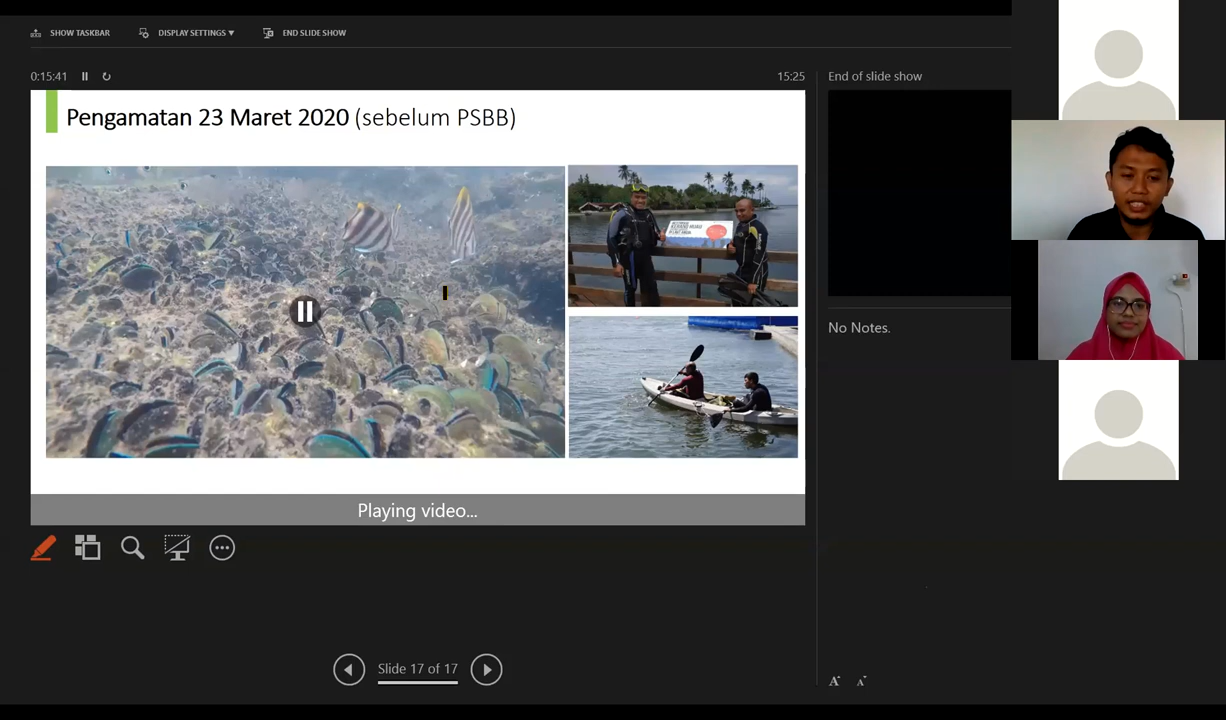 SHOW TASKBAR
DISPLAY SETTINGS ▼
END SLIDE SHOW
0:15:41
15:25
End of slide show
Pengamatan 23 Maret 2020 (sebelum PSBB)
Playing video...
No Notes.
Slide 17 of 17
A A